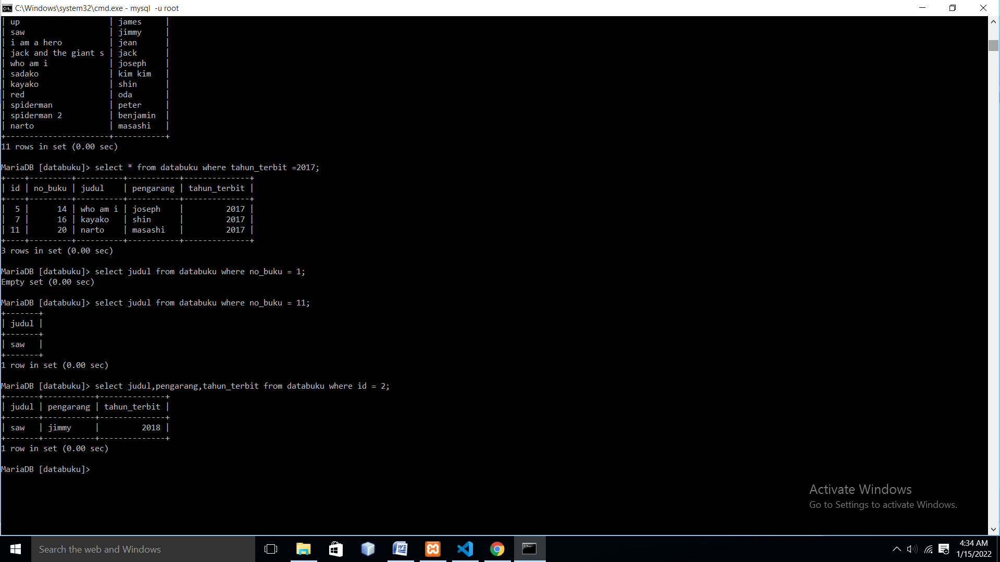 C:\Windows\system32\cmd.exe - mysql  -u root
| up                   | james     |
| saw                  | jimmy     |
| i am a hero          | jean      |
| jack and the giant s | jack      |
| who am i             | joseph    |
| sadako               | kim kim   |
| kayako               | shin      |
| red                  | oda       |
| spiderman            | peter     |
| spiderman 2          | benjamin  |
| narto                | masashi   |
+----------------------+-----------+
11 rows in set (0.00 sec)
MariaDB [databuku]> select * from databuku where tahun_terbit =2017;
+----+---------+----------+-----------+--------------+
| id | no_buku | judul    | pengarang | tahun_terbit |
+----+---------+----------+-----------+--------------+
|  5 |      14 | who am i | joseph    |         2017 |
|  7 |      16 | kayako   | shin      |         2017 |
| 11 |      20 | narto    | masashi   |         2017 |
+----+---------+----------+-----------+--------------+
3 rows in set (0.00 sec)
MariaDB [databuku]> select judul from databuku where no_buku = 1;
Empty set (0.00 sec)
MariaDB [databuku]> select judul from databuku where no_buku = 11;
+-------+
| judul |
+-------+
| saw   |
+-------+
1 row in set (0.00 sec)
MariaDB [databuku]> select judul,pengarang,tahun_terbit from databuku where id = 2;
+-------+-----------+--------------+
| judul | pengarang | tahun_terbit |
+-------+-----------+--------------+
| saw   | jimmy     |         2018 |
+-------+-----------+--------------+
1 row in set (0.00 sec)
MariaDB [databuku]>
Activate Windows
Go to Settings to activate Windows.
Search the web and Windows
4:34 AM
1/15/2022